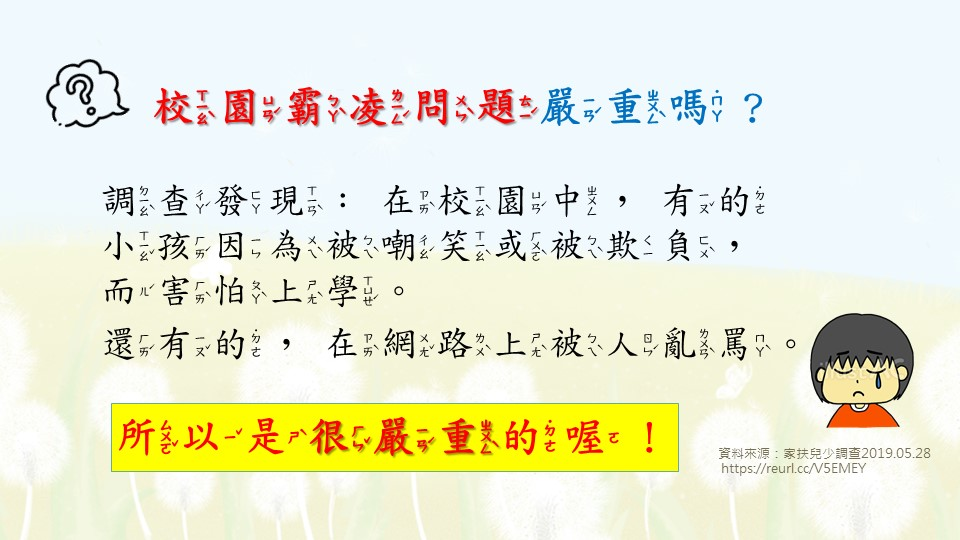 校園霸凌問題嚴重嗎？
調查發現：在校園中，有的
小孩因為被嘲笑或被欺負，
而害怕上學。
還有的，在網路上被人亂罵。
所以是很嚴重的喔！
資料來源：家扶兒少調查2019.05.28
https://reurl.cc/V5EMEY